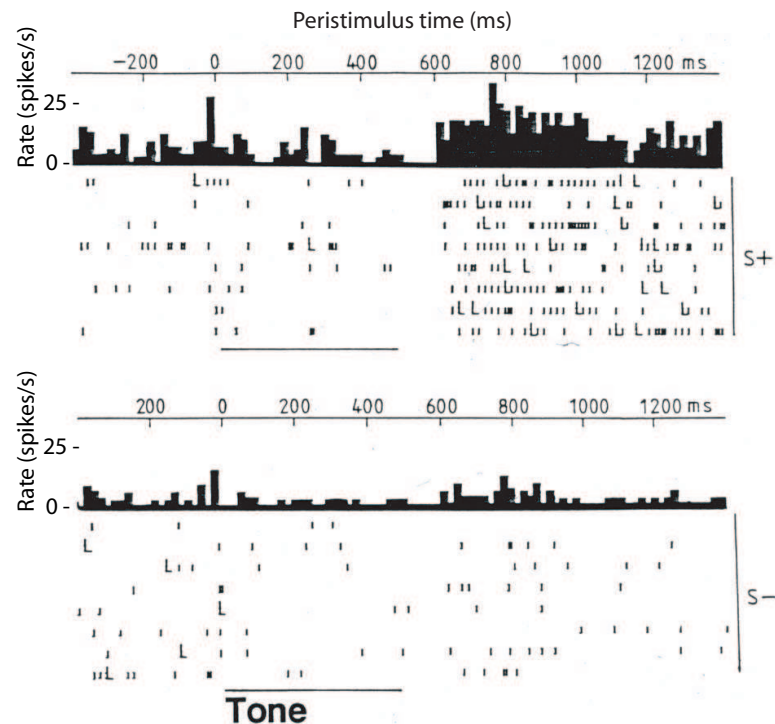 Peristimulus time (ms)
−200 0 200 400 600 800 1000 1200 ms
Rate (spikes/s)
25 -
0 -
S+
200 0 200 400 600 800 1000 1200 ms
Rate (spikes/s)
25 -
0 -
S−
Tone